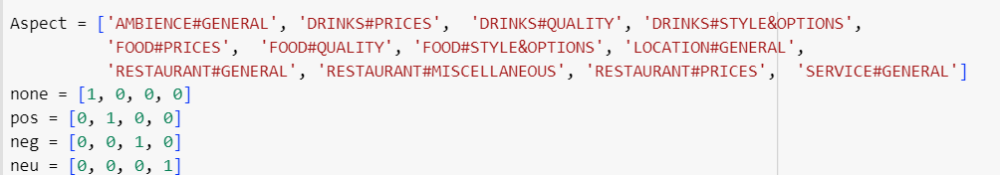 Aspect = ['AMBIENCE#GENERAL', 'DRINKS#PRICES',  'DRINKS#QUALITY', 'DRINKS#STYLE&OPTIONS',
          'FOOD#PRICES',  'FOOD#QUALITY', 'FOOD#STYLE&OPTIONS', 'LOCATION#GENERAL',
          'RESTAURANT#GENERAL', 'RESTAURANT#MISCELLANEOUS', 'RESTAURANT#PRICES',  'SERVICE#GENERAL']
none = [1, 0, 0, 0]
pos = [0, 1, 0, 0]
neg = [0, 0, 1, 0]
neu = [0, 0, 0, 1]